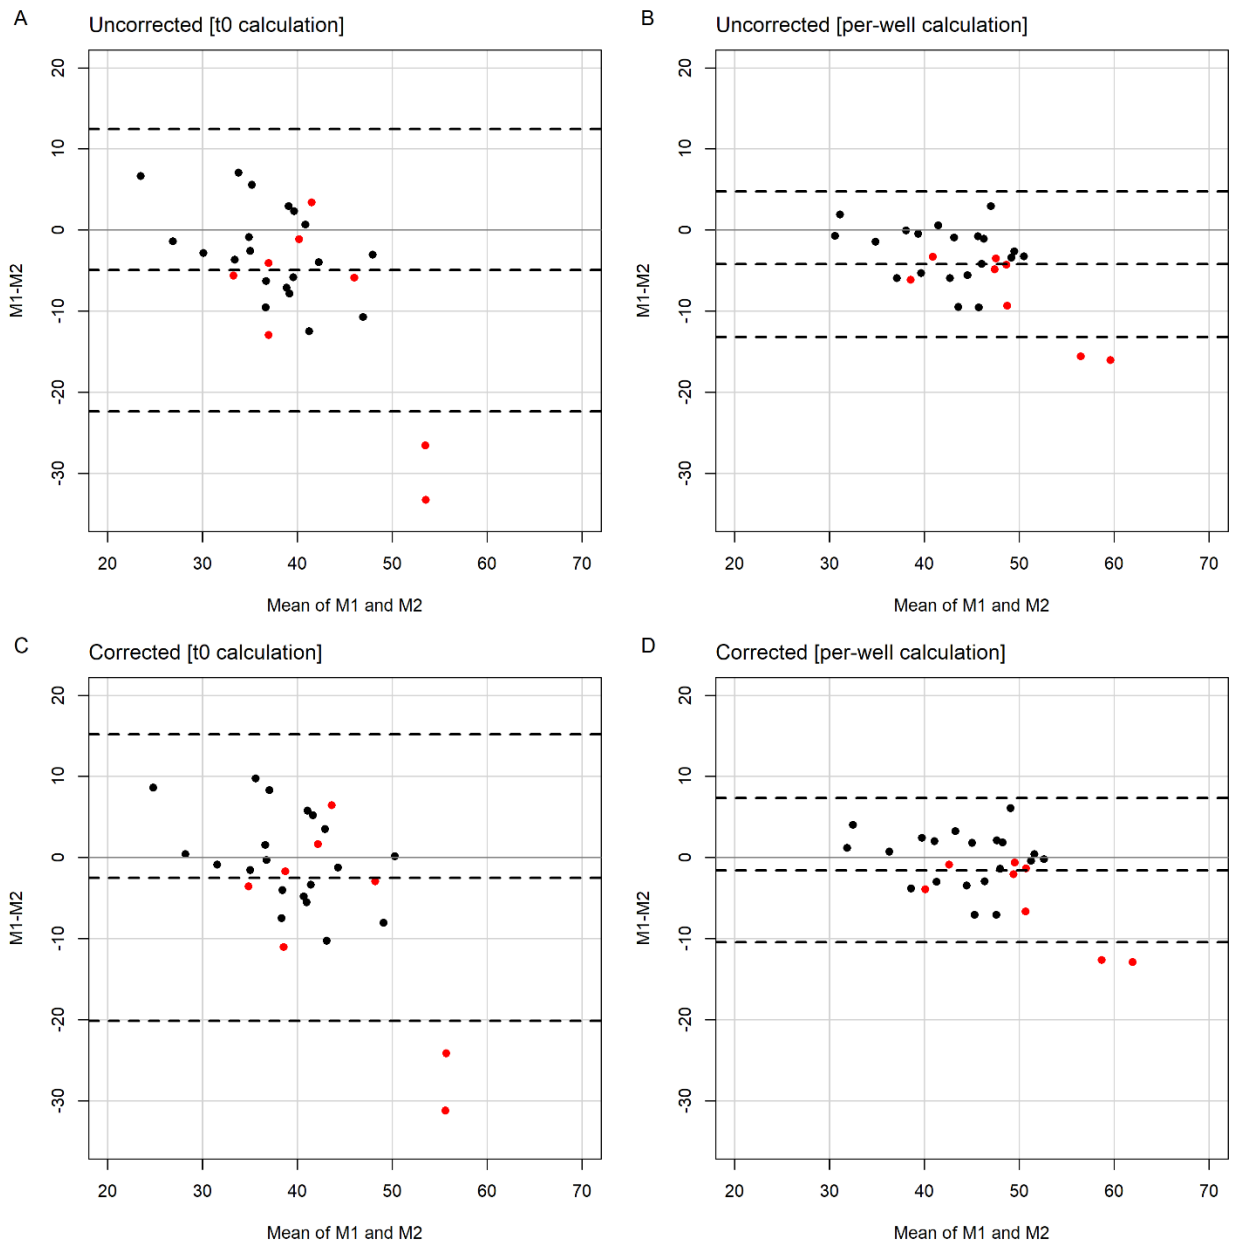 A
Uncorrected [t0 calculation]
20
10
0
-10
-20
-30
M1-M2
20 30 40 50 60 70
Mean of M1 and M2
B
Uncorrected [per-well calculation]
20
10
0
-10
-20
-30
M1-M2
20 30 40 50 60 70
Mean of M1 and M2
C
Corrected [t0 calculation]
20
10
0
-10
-20
-30
M1-M2
20 30 40 50 60 70
Mean of M1 and M2
D
Corrected [per-well calculation]
20
10
0
-10
-20
-30
M1-M2
20 30 40 50 60 70
Mean of M1 and M2